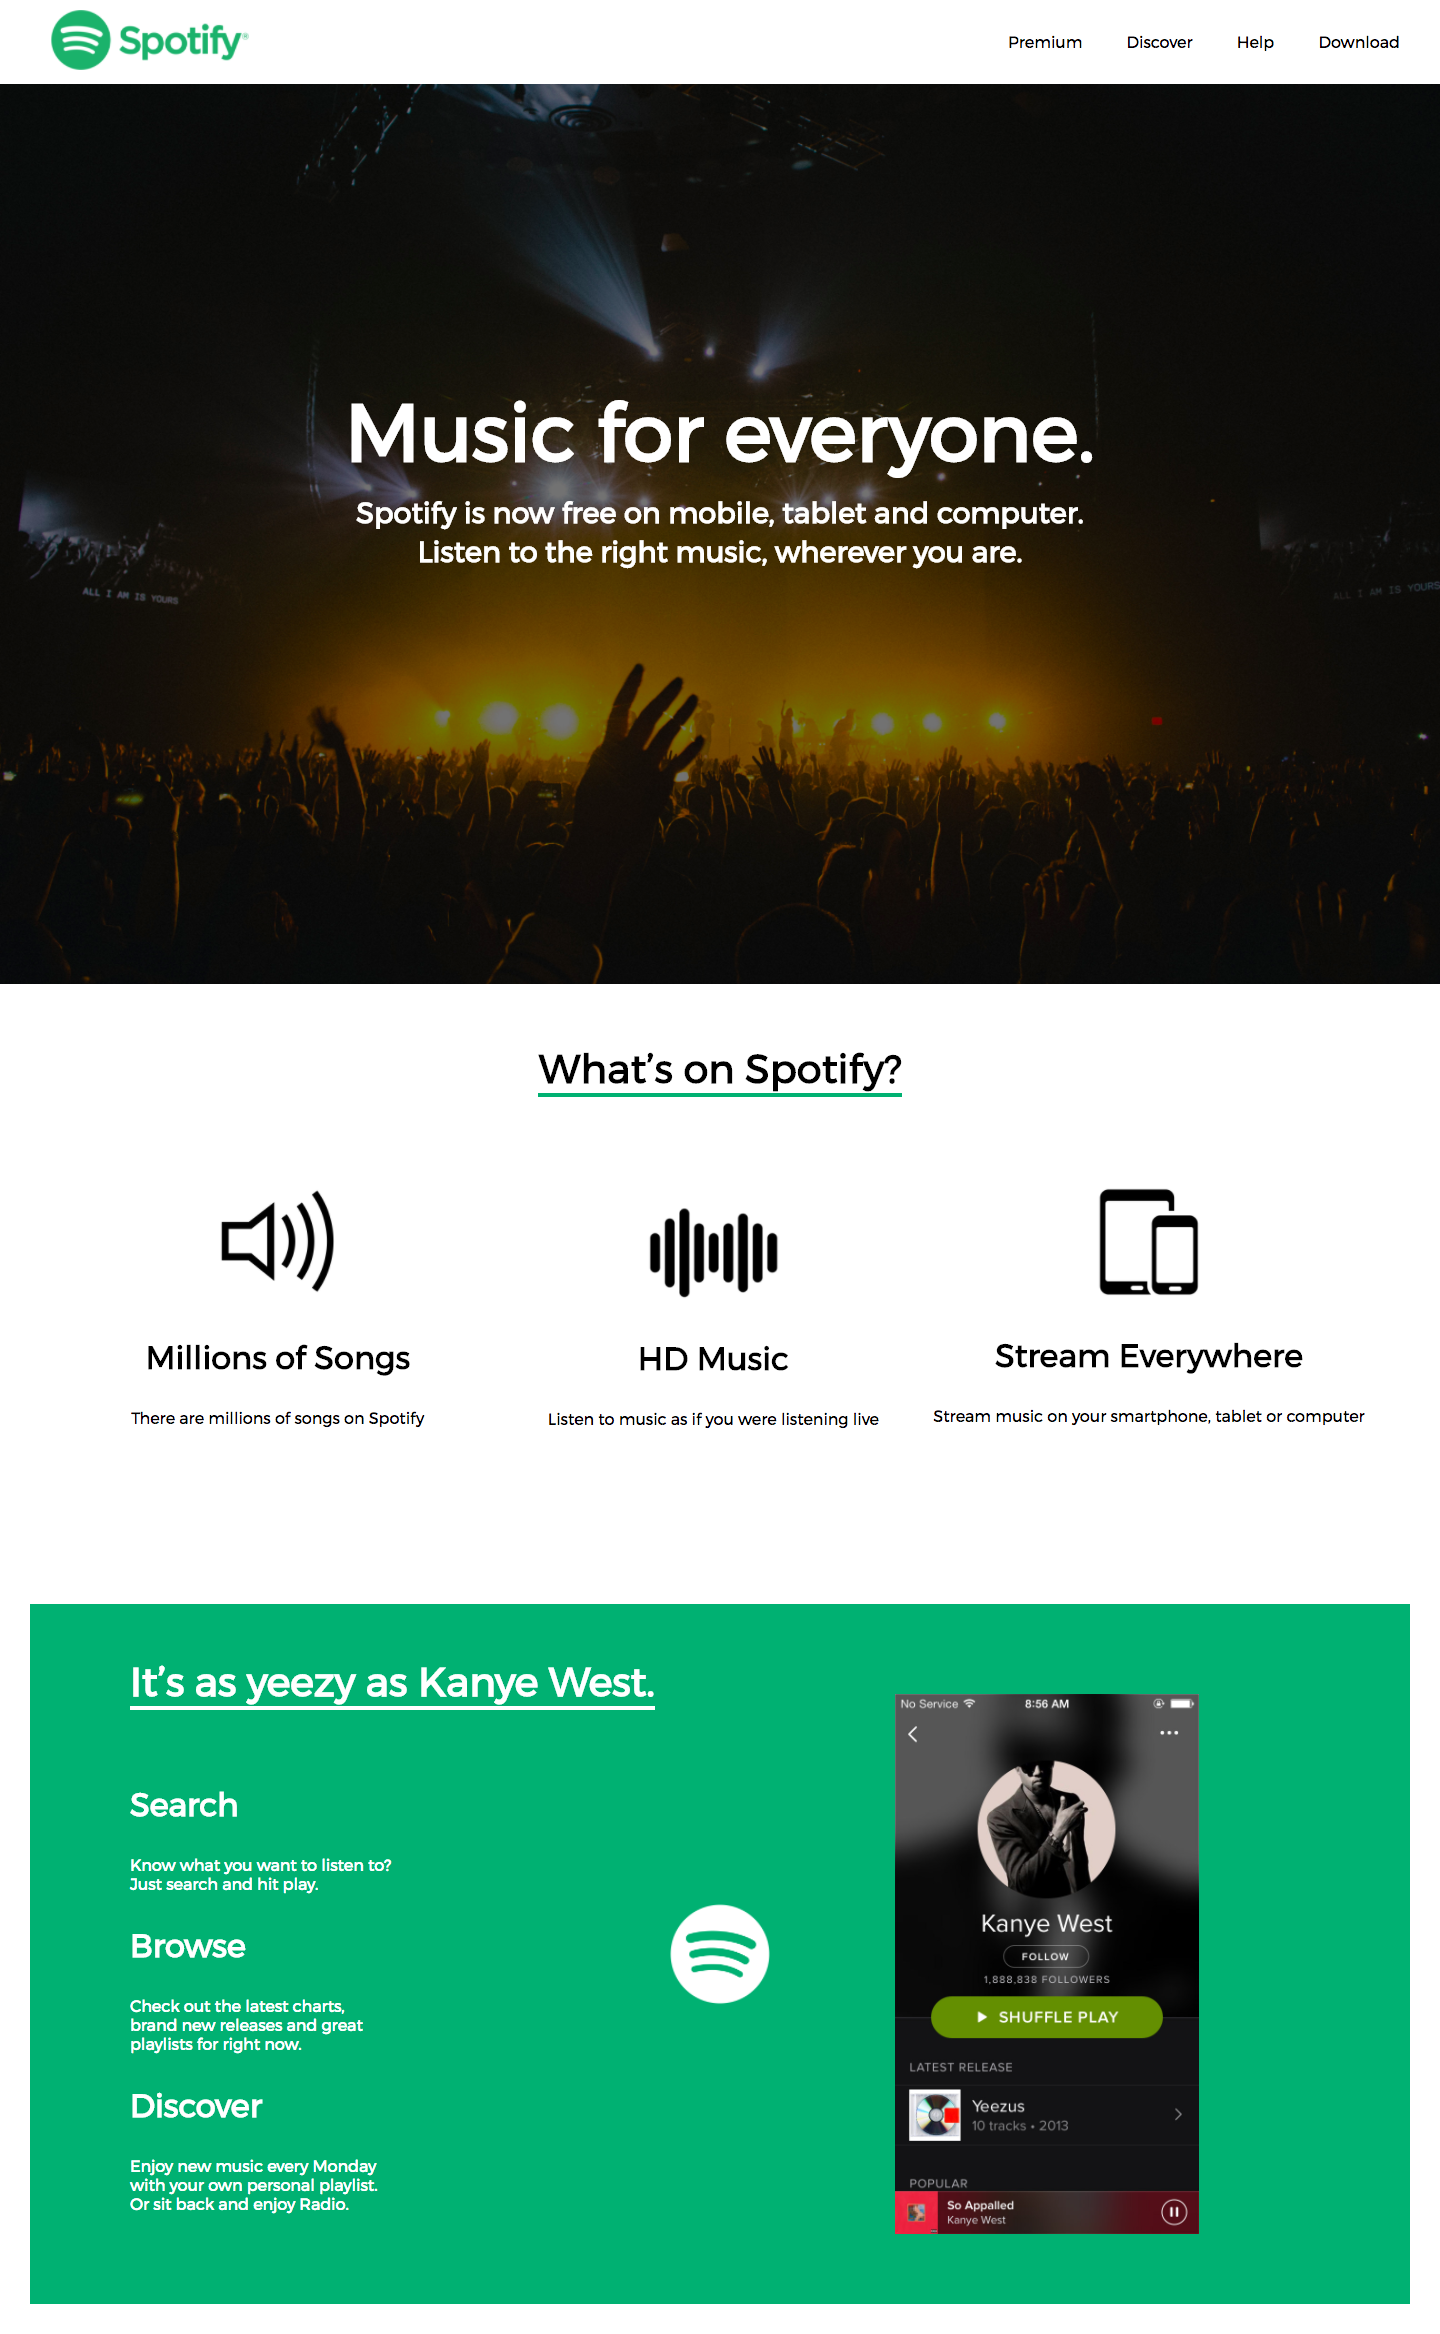 Spotify®
Premium Discover Help Download
Music for everyone.
Spotify is now free on mobile, tablet and computer.
Listen to the right music, wherever you are.
ALL I AM IS YOURS
ALL I AM IS YOURS
What's on Spotify?
Millions of Songs
There are millions of songs on Spotify
HD Music
Listen to music as if you were listening live
Stream Everywhere
Stream music on your smartphone, tablet or computer
It's as yeezy as Kanye West.
Search
Know what you want to listen to?
Just search and hit play.
Browse
Check out the latest charts,
brand new releases and great
playlists for right now.
Discover
Enjoy new music every Monday
with your own personal playlist.
Or sit back and enjoy Radio.
No Service 8:56 AM
Kanye West
FOLLOW
1,888,838 FOLLOWERS
SHUFFLE PLAY
LATEST RELEASE
Yeezus
10 tracks • 2013
POPULAR
So Appalled
Kanye West